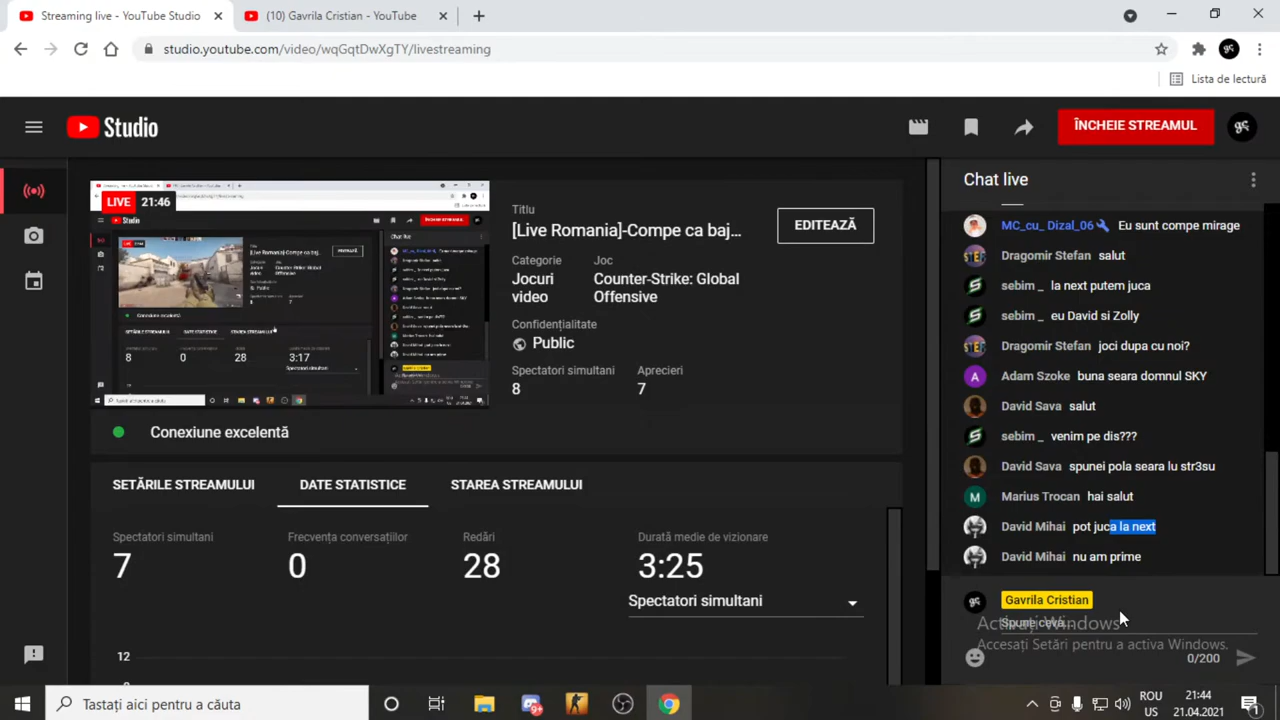 Streaming live - YouTube Studio
(10) Gavrila Cristian - YouTube
studio.youtube.com/video/wqGqtDwXgTY/livestreaming
Lista de lectură
Studio
ÎNCHEIE STREAMUL
LIVE 21:46
Titlu
[Live Romania]-Compe ca baj...
EDITEAZĂ
Categorie
Joc
Jocuri video
Counter-Strike: Global Offensive
Confidențialitate
Public
Spectatori simultani
Aprecieri
8
7
Conexiune excelentă
SETĂRILE STREAMULUI
DATE STATISTICE
STAREA STREAMULUI
Spectatori simultani
Frecvența conversațiilor
Redări
Durată medie de vizionare
7
0
28
3:25
Spectatori simultani
12
Chat live
MC_cu_Dizal_06 Eu sunt compe mirage
Dragomir Stefan salut
sebim _ la next putem juca
sebim _ eu David si Zolly
Dragomir Stefan joci dupa cu noi?
Adam Szoke buna seara domnul SKY
David Sava salut
sebim _ venim pe dis???
David Sava spunei pola seara lu str3su
Marius Trocan hai salut
David Mihai pot juca la next
David Mihai nu am prime
Gavrila Cristian
Spune ceva...
Activați Windows
Accesați Setări pentru a activa Windows.
0/200
Tastați aici pentru a căuta
ROU
US
21:44
21.04.2021